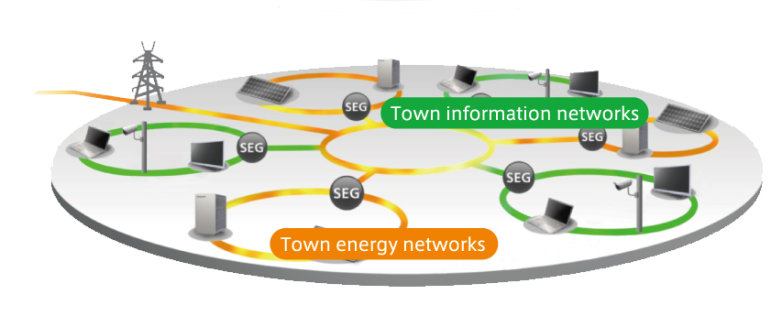 SEG
Town information networks
SEG
SEG
SEG
SEG
Town energy networks